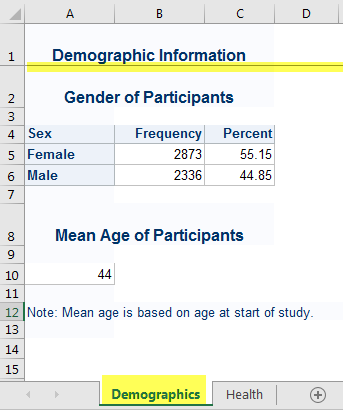 A B C D
1 Demographic Information
2 Gender of Participants
3
4 Sex Frequency Percent
5 Female 2873 55.15
6 Male 2336 44.85
7
8 Mean Age of Participants
9
10 44
11
12 Note: Mean age is based on age at start of study.
13
14
15
Demographics Health